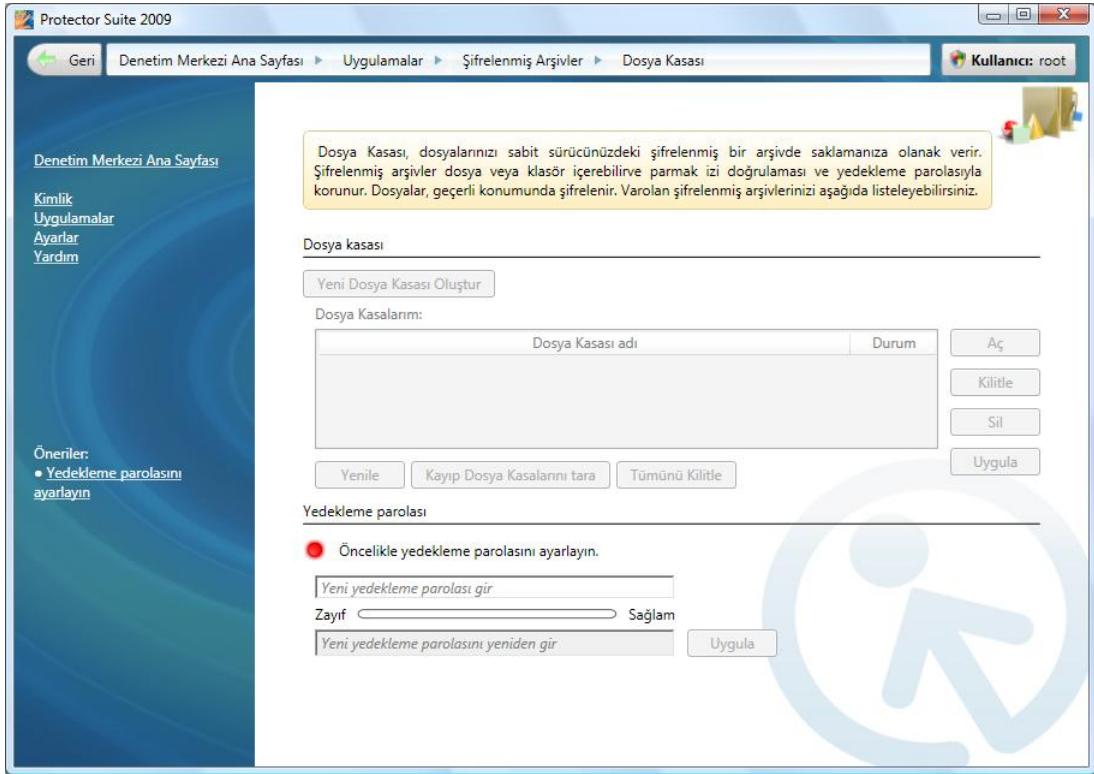 Protector Suite 2009
Geri
Denetim Merkezi Ana Sayfası Uygulamalar Şifrelenmiş Arşivler Dosya Kasası
Kullanıcı: root
Denetim Merkezi Ana Sayfası
Kimlik
Uygulamalar
Ayarlar
Yardım
Öneriler:
• Yedekleme parolasını
ayarlayın
Dosya Kasası, dosyalarınızı sabit sürücünüzdeki şifrelenmiş bir arşivde saklamanıza olanak verir.
Şifrelenmiş arşivler dosya veya klasör içerebilirve parmak izi doğrulaması ve yedekleme parolasıyla
korunur. Dosyalar, geçerli konumunda şifrelenir. Varolan şifrelenmiş arşivlerinizi aşağıda listeleyebilirsiniz.
Dosya kasası
Yeni Dosya Kasası Oluştur
Dosya Kasalarım:
Dosya Kasası adı Durum
Aç
Kilitle
Sil
Uygula
Yenile Kayıp Dosya Kasalarını tara Tümünü Kilitle
Yedekleme parolası
Öncelikle yedekleme parolasını ayarlayın.
Yeni yedekleme parolası gir
Zayıf Sağlam
Yeni yedekleme parolasını yeniden gir Uygula